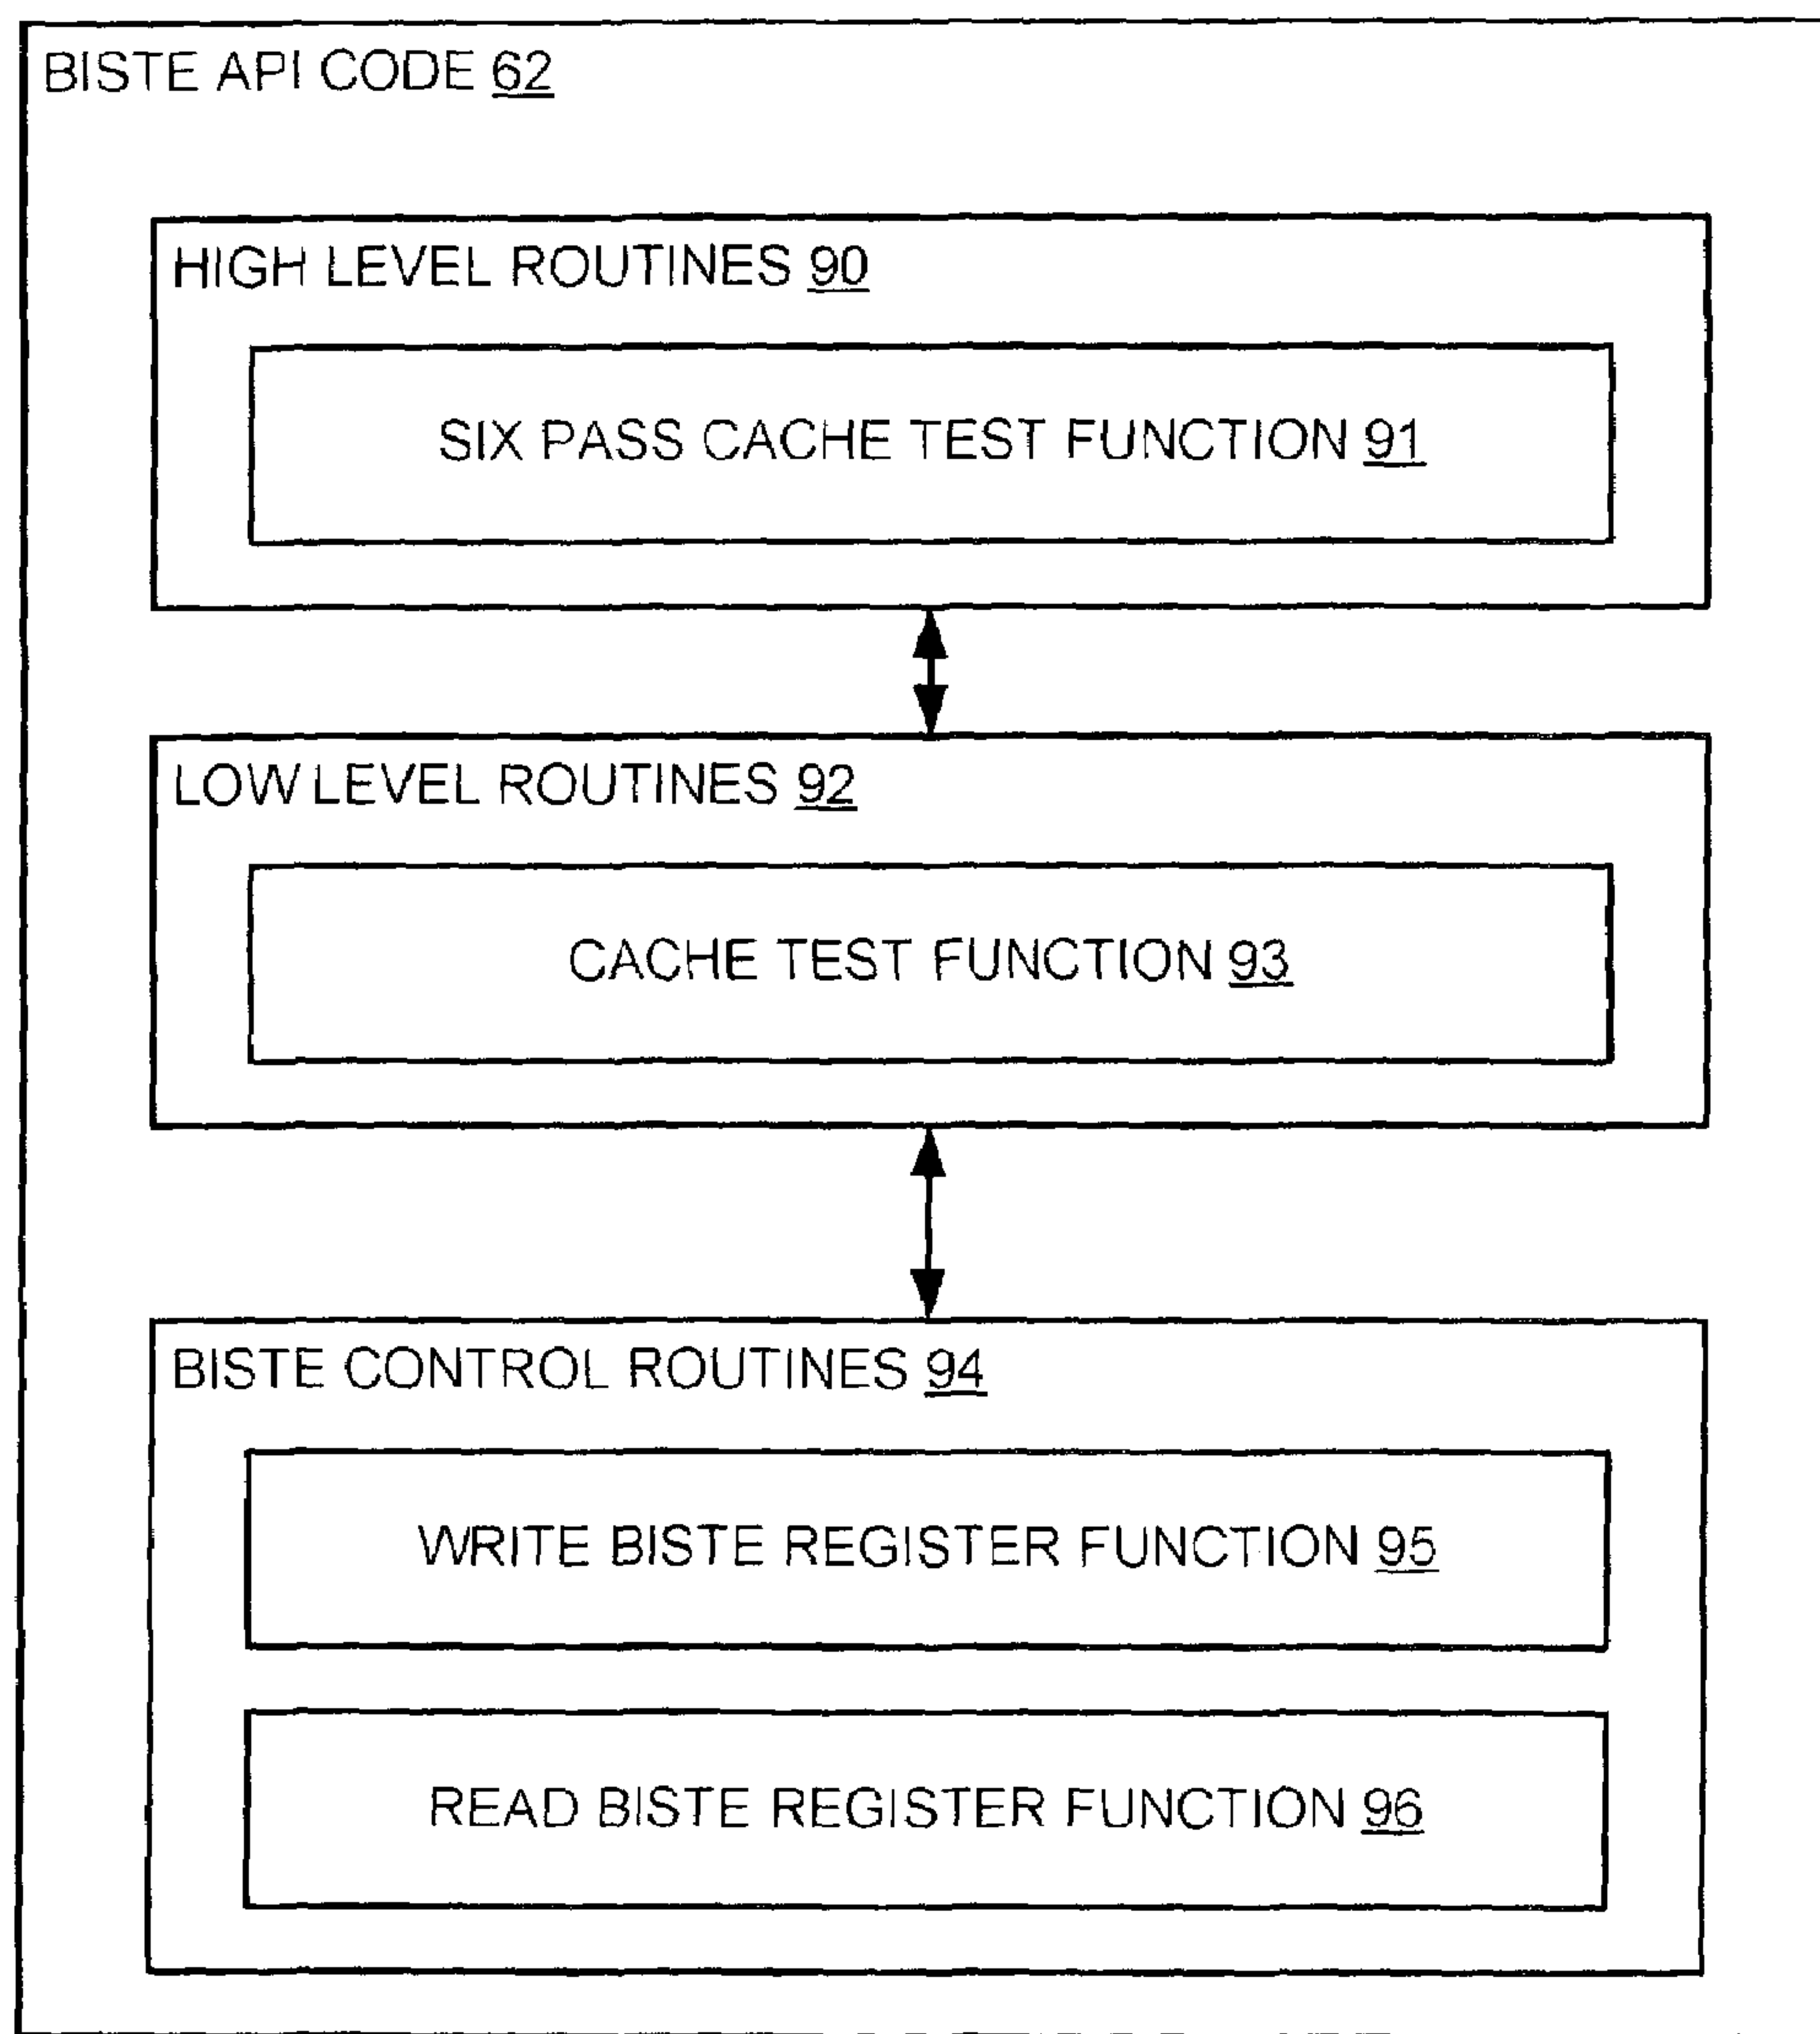 BISTE API CODE 62
HIGH LEVEL ROUTINES 90
SIX PASS CACHE TEST FUNCTION 91
LOW LEVEL ROUTINES 92
CACHE TEST FUNCTION 93
BISTE CONTROL ROUTINES 94
WRITE BISTE REGISTER FUNCTION 95
READ BISTE REGISTER FUNCTION 96